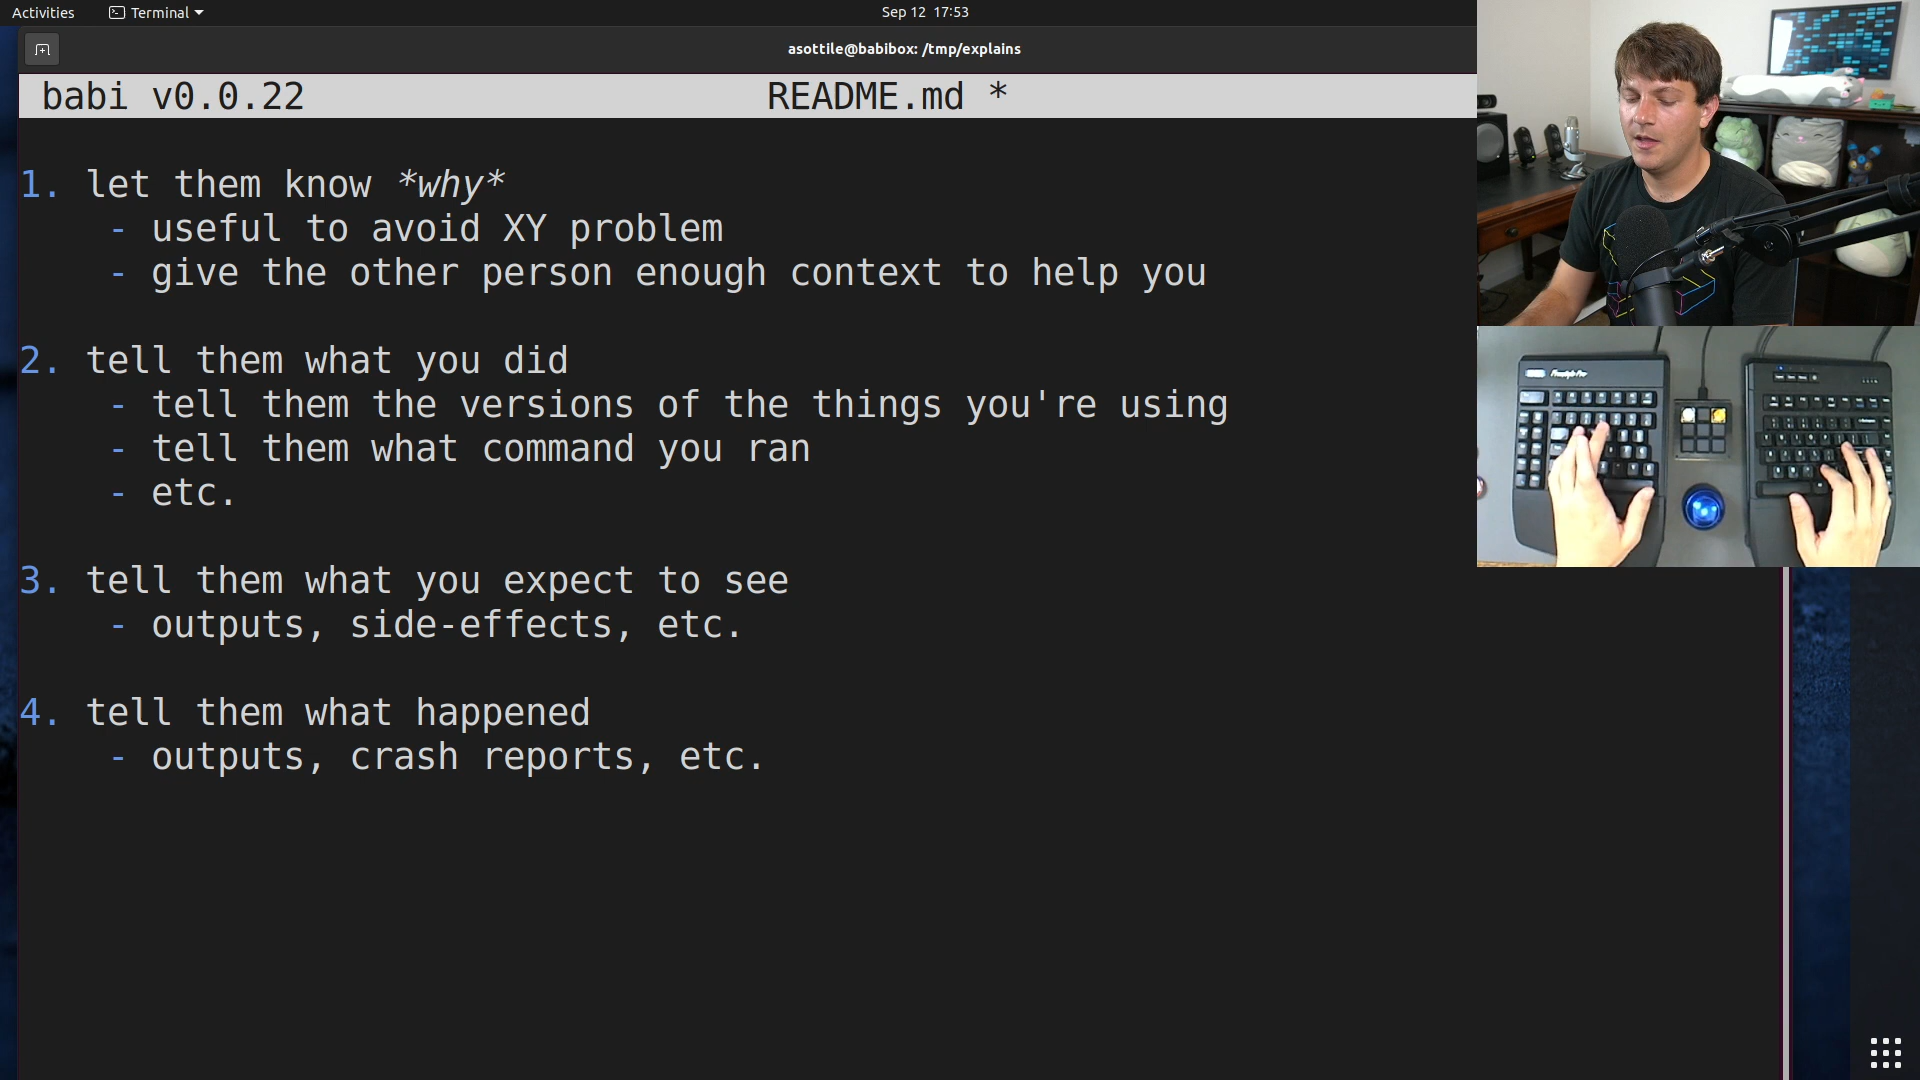 Activities
Terminal
Sep 12 17:53
asottile@babibox: /tmp/explains
babi v0.0.22
README.md *
1. let them know *why*
- useful to avoid XY problem
- give the other person enough context to help you
2. tell them what you did
- tell them the versions of the things you're using
- tell them what command you ran
- etc.
3. tell them what you expect to see
- outputs, side-effects, etc.
4. tell them what happened
- outputs, crash reports, etc.